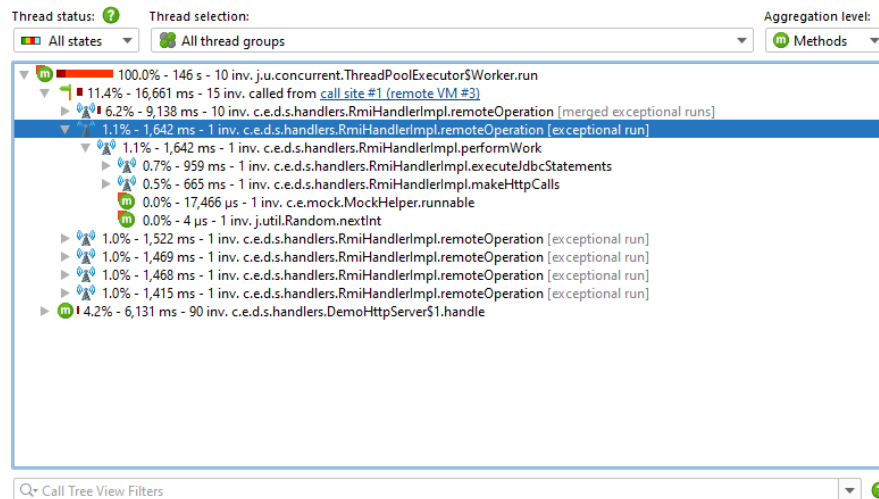 Thread status: Thread selection: Aggregation level:
All states All thread groups Methods
100.0% - 146 s - 10 inv. j.u.concurrent.ThreadPoolExecutor$Worker.run
11.4% - 16,661 ms - 15 inv. called from call site #1 (remote VM #3)
6.2% - 9,138 ms - 10 inv. c.e.d.s.handlers.RmiHandlerImpl.remoteOperation [merged exceptional runs]
1.1% - 1,642 ms - 1 inv. c.e.d.s.handlers.RmiHandlerImpl.remoteOperation [exceptional run]
1.1% - 1,642 ms - 1 inv. c.e.d.s.handlers.RmiHandlerImpl.performWork
0.7% - 959 ms - 1 inv. c.e.d.s.handlers.RmiHandlerImpl.executeJdbcStatements
0.5% - 665 ms - 1 inv. c.e.d.s.handlers.RmiHandlerImpl.makeHttpCalls
0.0% - 17,466 µs - 1 inv. c.e.mock.MockHelper.runnable
0.0% - 4 µs - 1 inv. j.util.Random.nextInt
1.0% - 1,522 ms - 1 inv. c.e.d.s.handlers.RmiHandlerImpl.remoteOperation [exceptional run]
1.0% - 1,469 ms - 1 inv. c.e.d.s.handlers.RmiHandlerImpl.remoteOperation [exceptional run]
1.0% - 1,468 ms - 1 inv. c.e.d.s.handlers.RmiHandlerImpl.remoteOperation [exceptional run]
1.0% - 1,415 ms - 1 inv. c.e.d.s.handlers.RmiHandlerImpl.remoteOperation [exceptional run]
4.2% - 6,131 ms - 90 inv. c.e.d.s.handlers.DemoHttpServer$1.handle
Call Tree View Filters